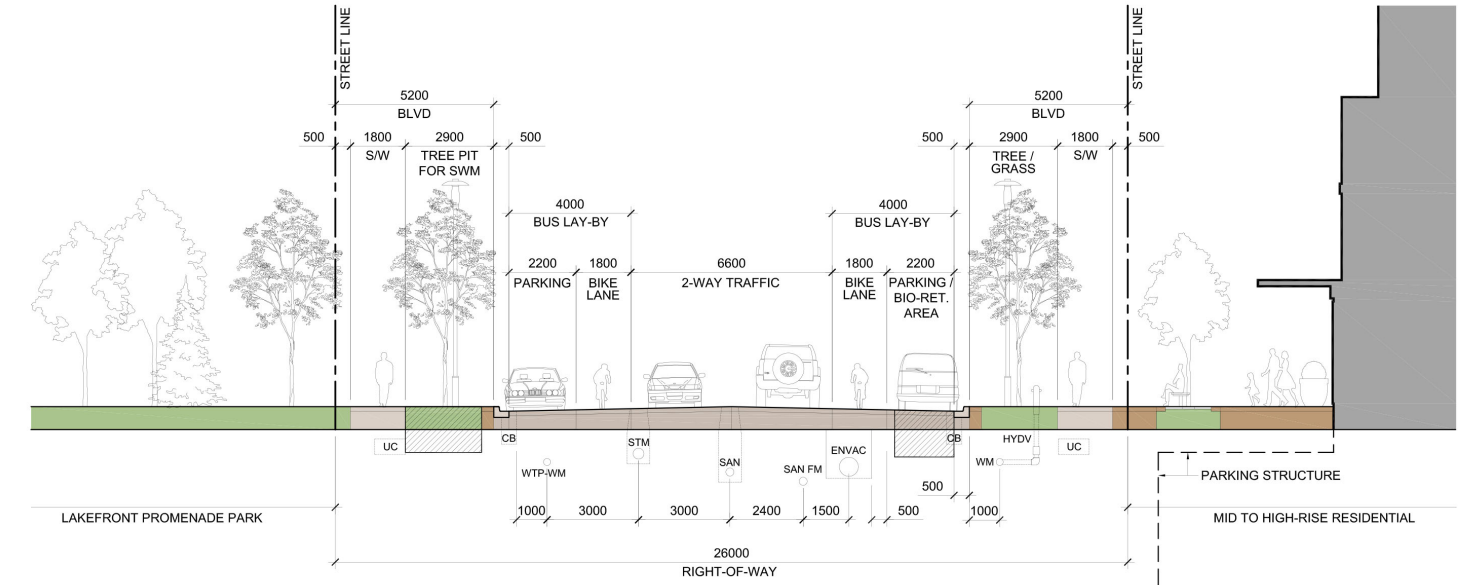 STREET LINE
STREET LINE
5200
BLVD
5200
BLVD
500
1800
S/W
2900
TREE PIT
FOR SWM
500
500
2900
TREE /
GRASS
1800
S/W
500
4000
BUS LAY-BY
4000
BUS LAY-BY
2200
PARKING
1800
BIKE
LANE
6600
2-WAY TRAFFIC
1800
BIKE
LANE
2200
PARKING /
BIO-RET.
AREA
UC
CB
WTP-WM
STM
SAN
SAN FM
ENVAC
CB
HYDV
WM
UC
PARKING STRUCTURE
500
1000
3000
3000
2400
1500
500
1000
LAKEFRONT PROMENADE PARK
MID TO HIGH-RISE RESIDENTIAL
26000
RIGHT-OF-WAY